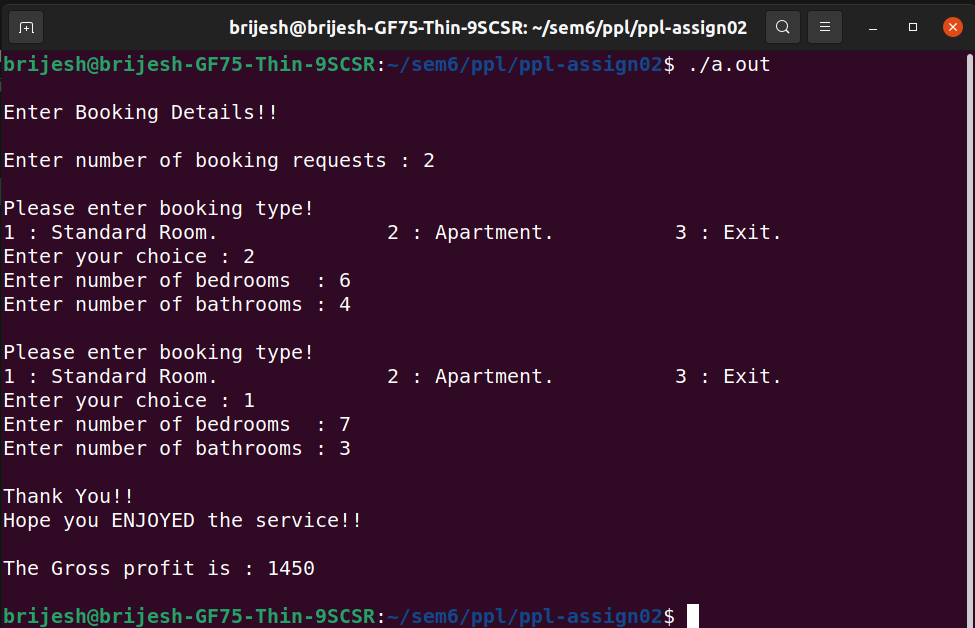 brijesh@brijesh-GF75-Thin-9SCSR: ~/sem6/ppl/ppl-assign02
brijesh@brijesh-GF75-Thin-9SCSR:~/sem6/ppl/ppl-assign02$ ./a.out
Enter Booking Details!!
Enter number of booking requests : 2
Please enter booking type!
1 : Standard Room.              2 : Apartment.          3 : Exit.
Enter your choice : 2
Enter number of bedrooms  : 6
Enter number of bathrooms : 4
Please enter booking type!
1 : Standard Room.              2 : Apartment.          3 : Exit.
Enter your choice : 1
Enter number of bedrooms  : 7
Enter number of bathrooms : 3
Thank You!!
Hope you ENJOYED the service!!
The Gross profit is : 1450
brijesh@brijesh-GF75-Thin-9SCSR:~/sem6/ppl/ppl-assign02$